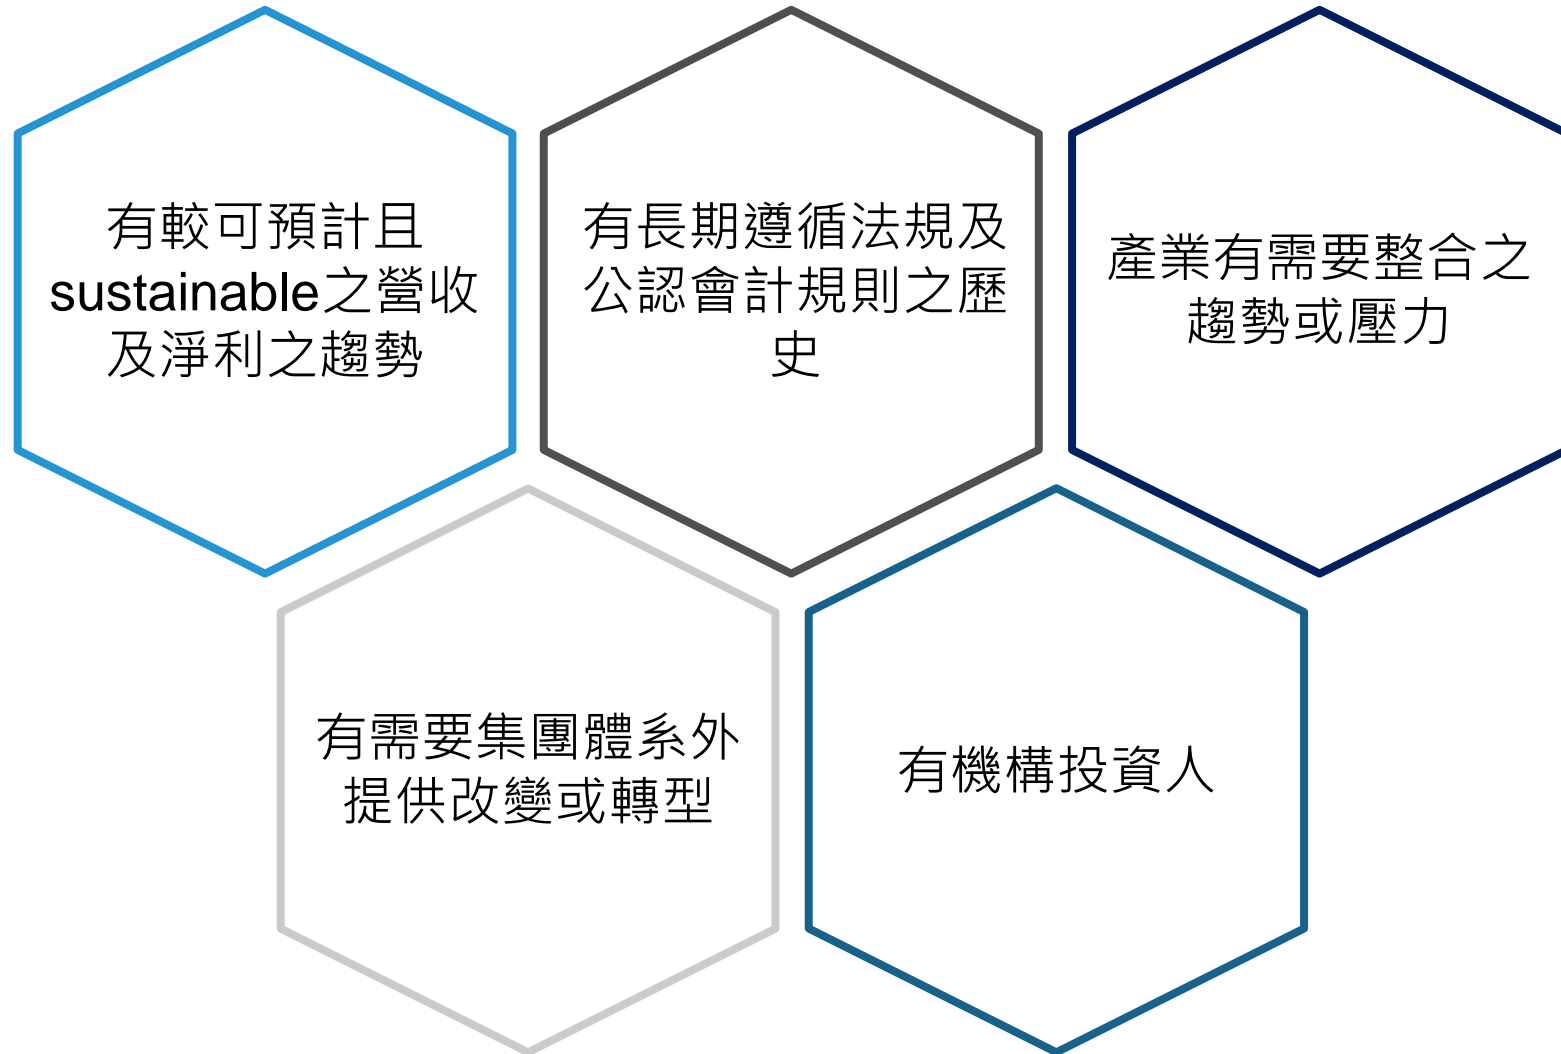 有較可預計且
sustainable之營收
及淨利之趨勢
有長期遵循法規及
公認會計規則之歷
史
產業有需要整合之
趨勢或壓力
有需要集團體系外
提供改變或轉型
有機構投資人